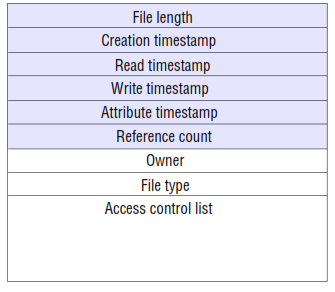 File length
Creation timestamp
Read timestamp
Write timestamp
Attribute timestamp
Reference count
Owner
File type
Access control list